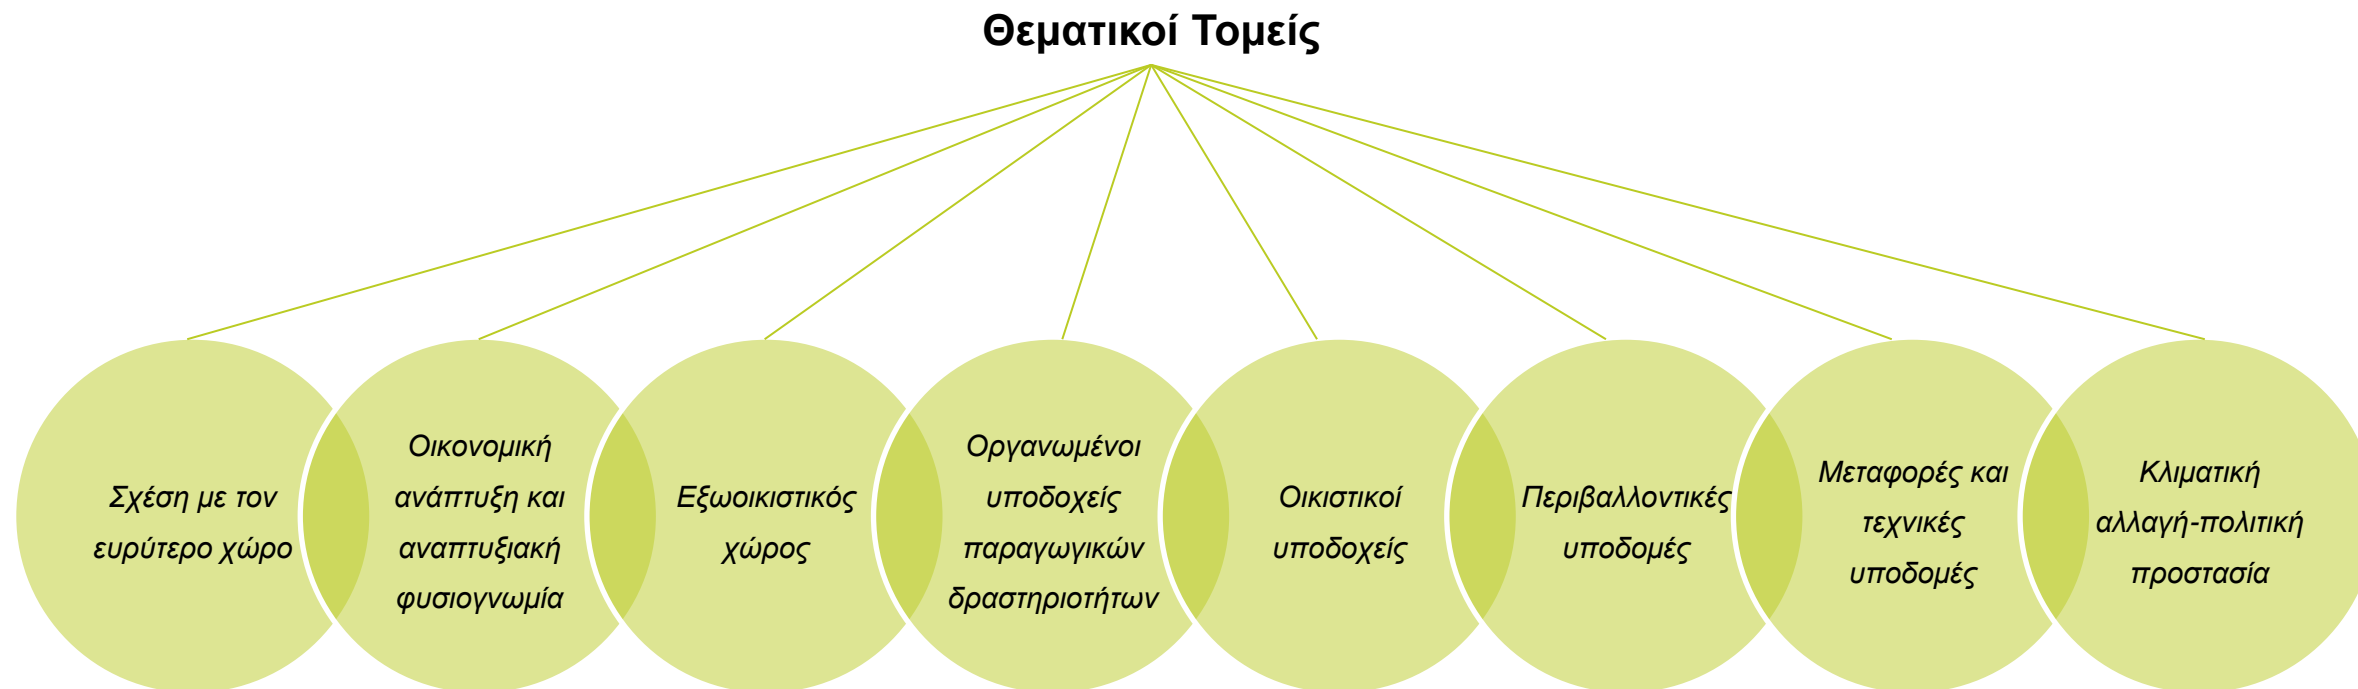 Θεματικοί Τομείς
Σχέση με τον
ευρύτερο χώρο
Οικονομική
ανάπτυξη και
αναπτυξιακή
φυσιογνωμία
Εξωοικιστικός
χώρος
Οργανωμένοι
υποδοχείς
παραγωγικών
δραστηριοτήτων
Οικιστικοί
υποδοχείς
Περιβαλλοντικές
υποδομές
Μεταφορές και
τεχνικές
υποδομές
Κλιματική
αλλαγή-πολιτική
προστασία